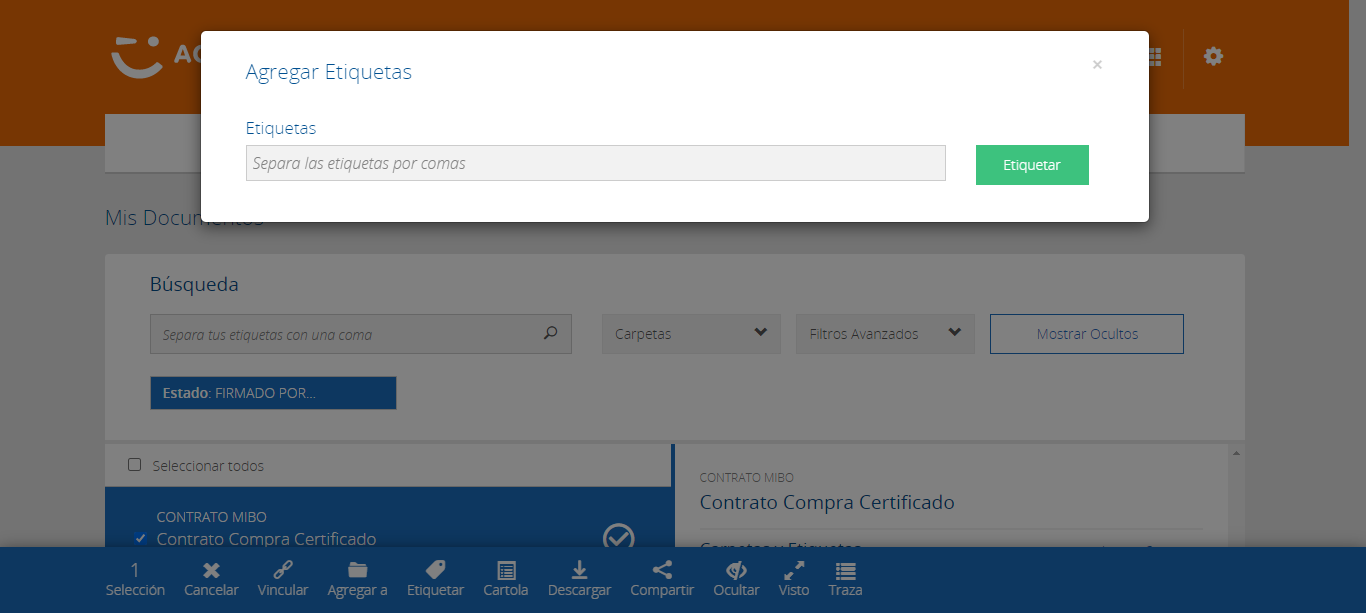 Agregar Etiquetas
×
Etiquetas
Separa las etiquetas por comas
Etiquetar
Mis Documentos
Búsqueda
Separa tus etiquetas con una coma
Carpetas
Filtros Avanzados
Mostrar Ocultos
Estado: FIRMADO POR...
Seleccionar todos
CONTRATO MIBO
Contrato Compra Certificado
CONTRATO MIBO
Contrato Compra Certificado
Carpetas y Etiquetas
1
Selección
Cancelar
Vincular
Agregar a
Etiquetar
Cartola
Descargar
Compartir
Ocultar
Visto
Traza